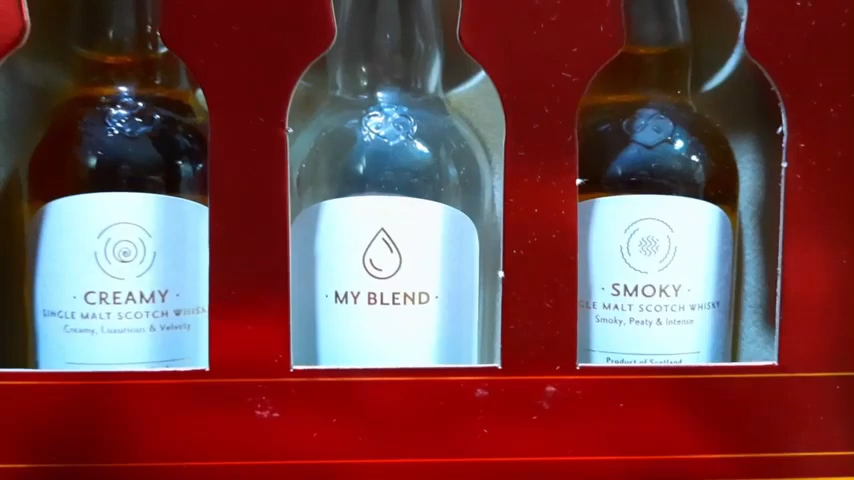 · CREAMY ·
SINGLE MALT SCOTCH WHISKY
Creamy, Luxurious & Velvety
· MY BLEND ·
· SMOKY ·
GLE MALT SCOTCH WHISKY
Smoky, Peaty & Intense
Product of Scotland